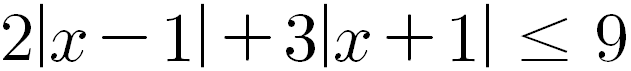 2|x − 1| + 3|x + 1| ≤ 9